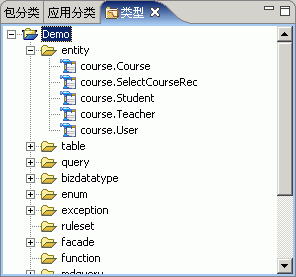 包分类 应用分类 类型
Demo
entity
course.Course
course.SelectCourseRec
course.Student
course.Teacher
course.User
table
query
bizdatatype
enum
exception
ruleset
facade
function
mdquery